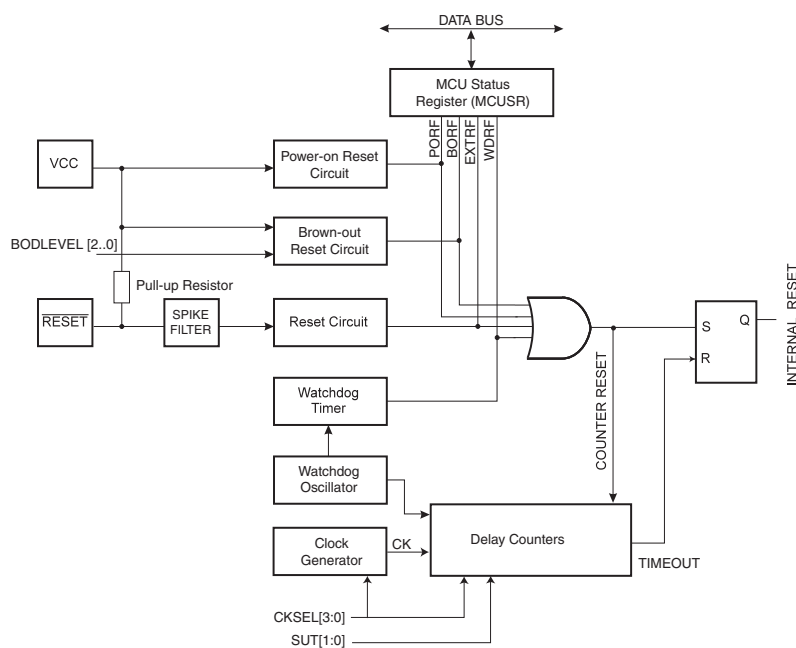 DATA BUS
MCU Status
Register (MCUSR)
PORF
BORF
EXTRF
WDRF
VCC
Power-on Reset
Circuit
BODLEVEL [2..0]
Brown-out
Reset Circuit
Pull-up Resistor
RESET
SPIKE
FILTER
Reset Circuit
S
Q
R
INTERNAL RESET
COUNTER RESET
Watchdog
Timer
Watchdog
Oscillator
Clock
Generator
CK
Delay Counters
TIMEOUT
CKSEL[3:0]
SUT[1:0]